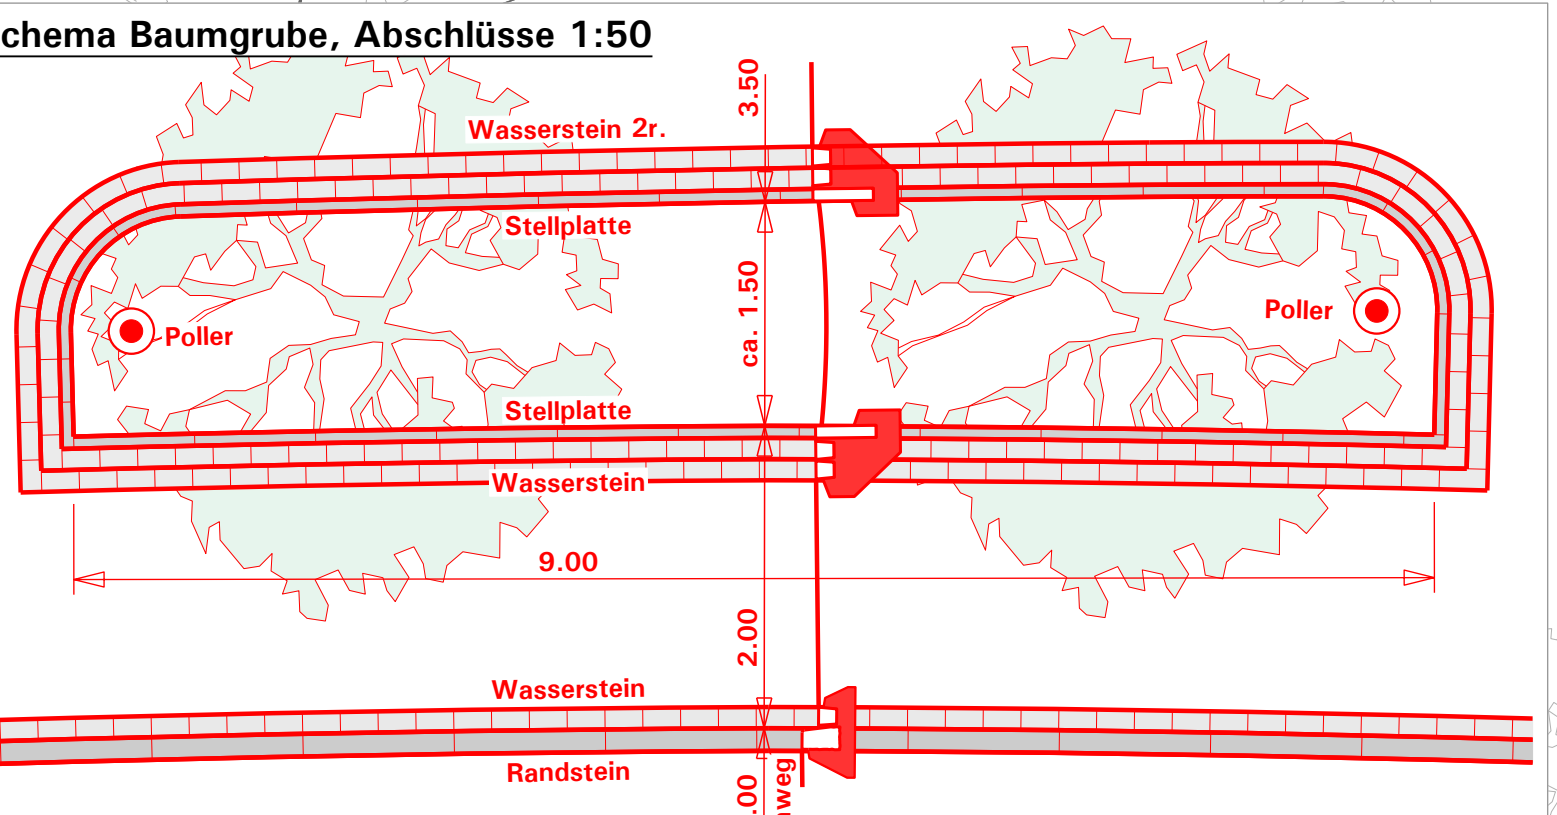 chema Baumgrube, Abschlüsse 1:50
3.50
Wasserstein 2r.
Stellplatte
ca. 1.50
Poller
Poller
Stellplatte
Wasserstein
9.00
2.00
Wasserstein
Randstein
.00